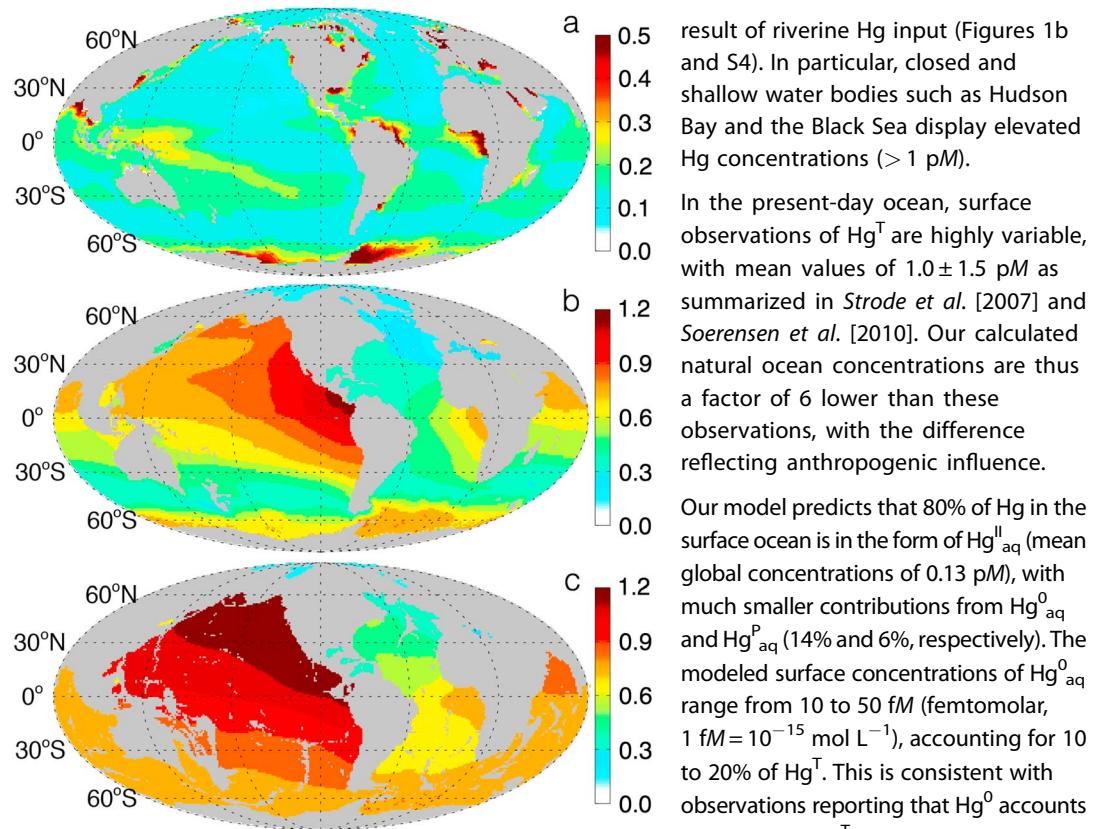 a
60°N
30°N
0°
30°S
60°S
0.5
0.4
0.3
0.2
0.1
0.0
b
60°N
30°N
0°
30°S
60°S
1.2
0.9
0.6
0.3
0.0
c
60°N
30°N
0°
30°S
60°S
1.2
0.9
0.6
0.3
0.0
result of riverine Hg input (Figures 1b
and S4). In particular, closed and
shallow water bodies such as Hudson
Bay and the Black Sea display elevated
Hg concentrations (> 1 pM).
In the present-day ocean, surface
observations of Hg^T are highly variable,
with mean values of 1.0 ± 1.5 pM as
summarized in Strode et al. [2007] and
Soerensen et al. [2010]. Our calculated
natural ocean concentrations are thus
a factor of 6 lower than these
observations, with the difference
reflecting anthropogenic influence.
Our model predicts that 80% of Hg in the
surface ocean is in the form of Hg^II_aq (mean
global concentrations of 0.13 pM), with
much smaller contributions from Hg^0_aq
and Hg^P_aq (14% and 6%, respectively). The
modeled surface concentrations of Hg^0_aq
range from 10 to 50 fM (femtomolar,
1 fM = 10^−15 mol L^−1), accounting for 10
to 20% of Hg^T. This is consistent with
observations reporting that Hg^0 accounts